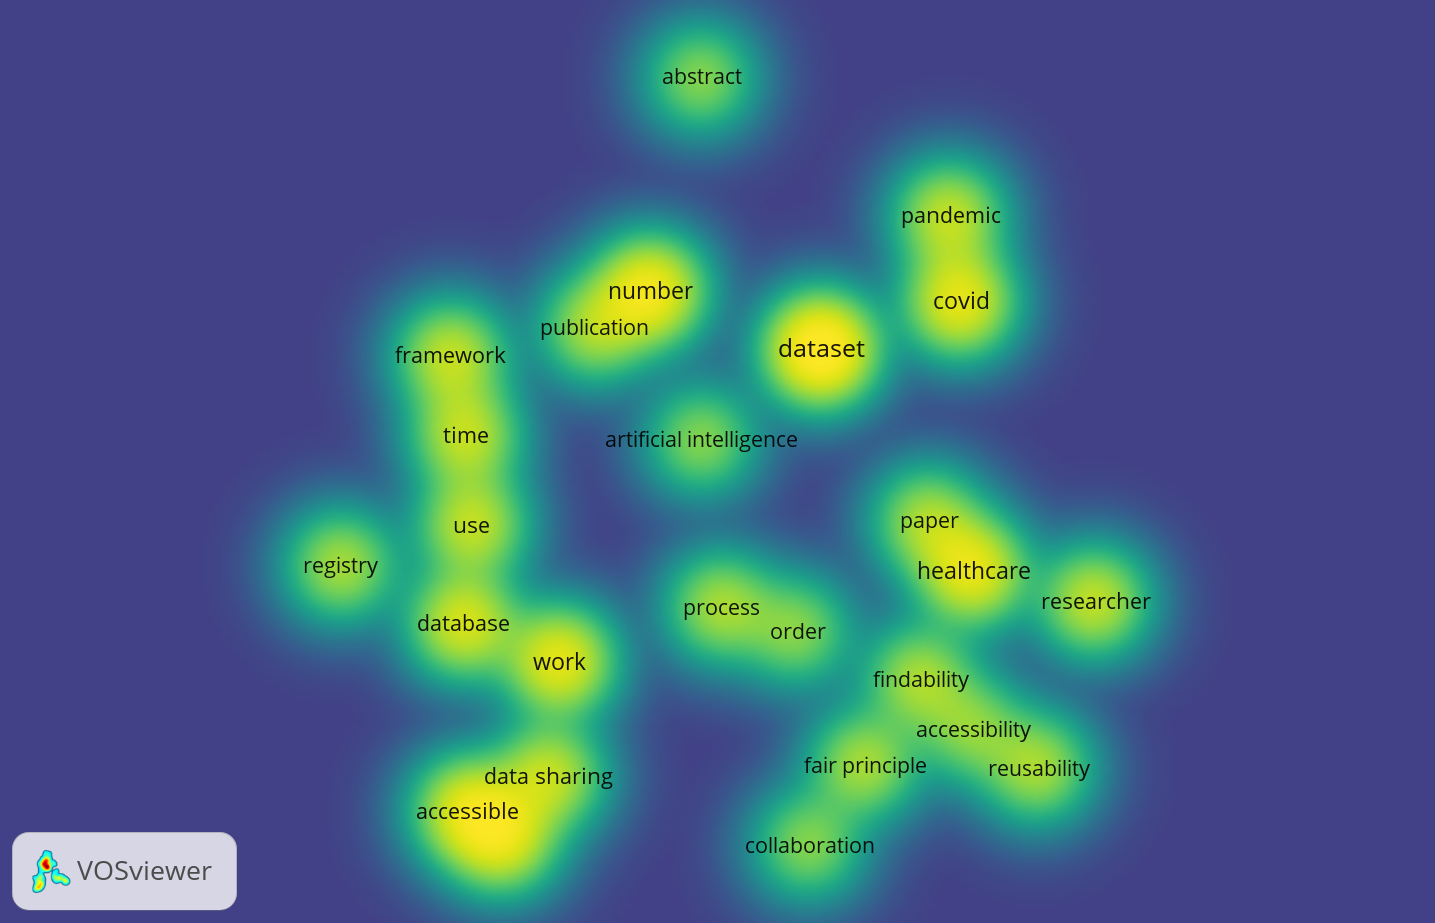 abstract
pandemic
number
covid
publication
dataset
framework
time
artificial intelligence
paper
use
registry
healthcare
researcher
process
database
order
work
findability
accessibility
fair principle
reusability
data sharing
accessible
collaboration
VOSviewer